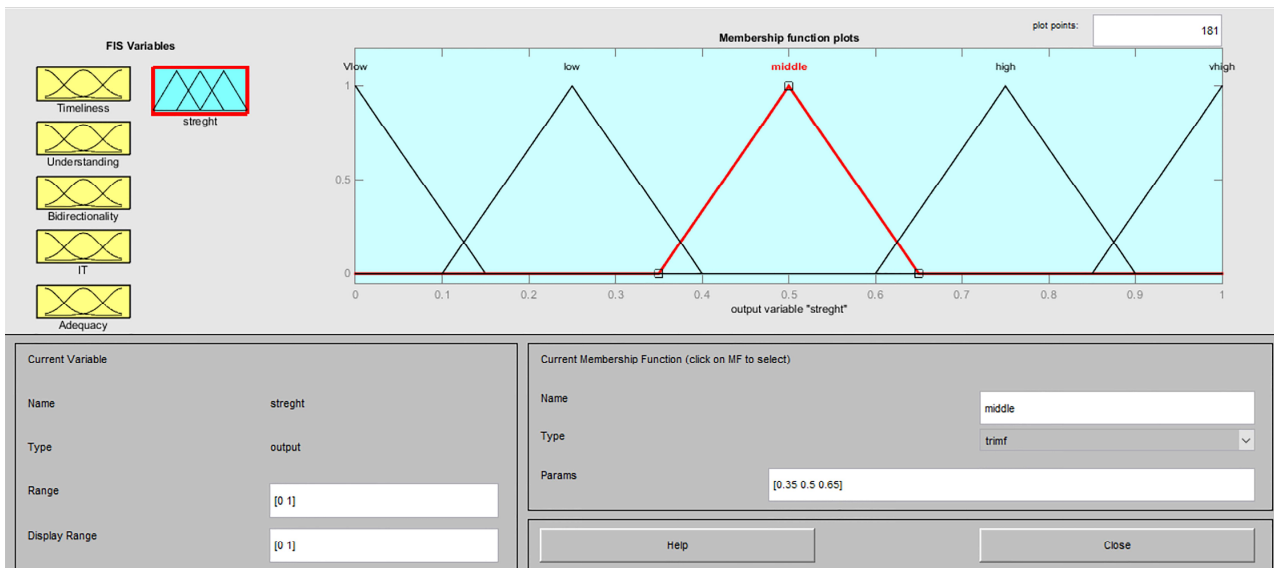 FIS Variables
Timeliness
Understanding
Bidirectionality
IT
Adequacy
streght
Membership function plots
plot points:
181
Vlow
low
middle
high
vhigh
1
0.5
0
0
0.1
0.2
0.3
0.4
0.5
0.6
0.7
0.8
0.9
1
output variable "streght"
Current Variable
Name
streght
Type
output
Range
[0 1]
Display Range
[0 1]
Current Membership Function (click on MF to select)
Name
middle
Type
trimf
Params
[0.35 0.5 0.65]
Help
Close